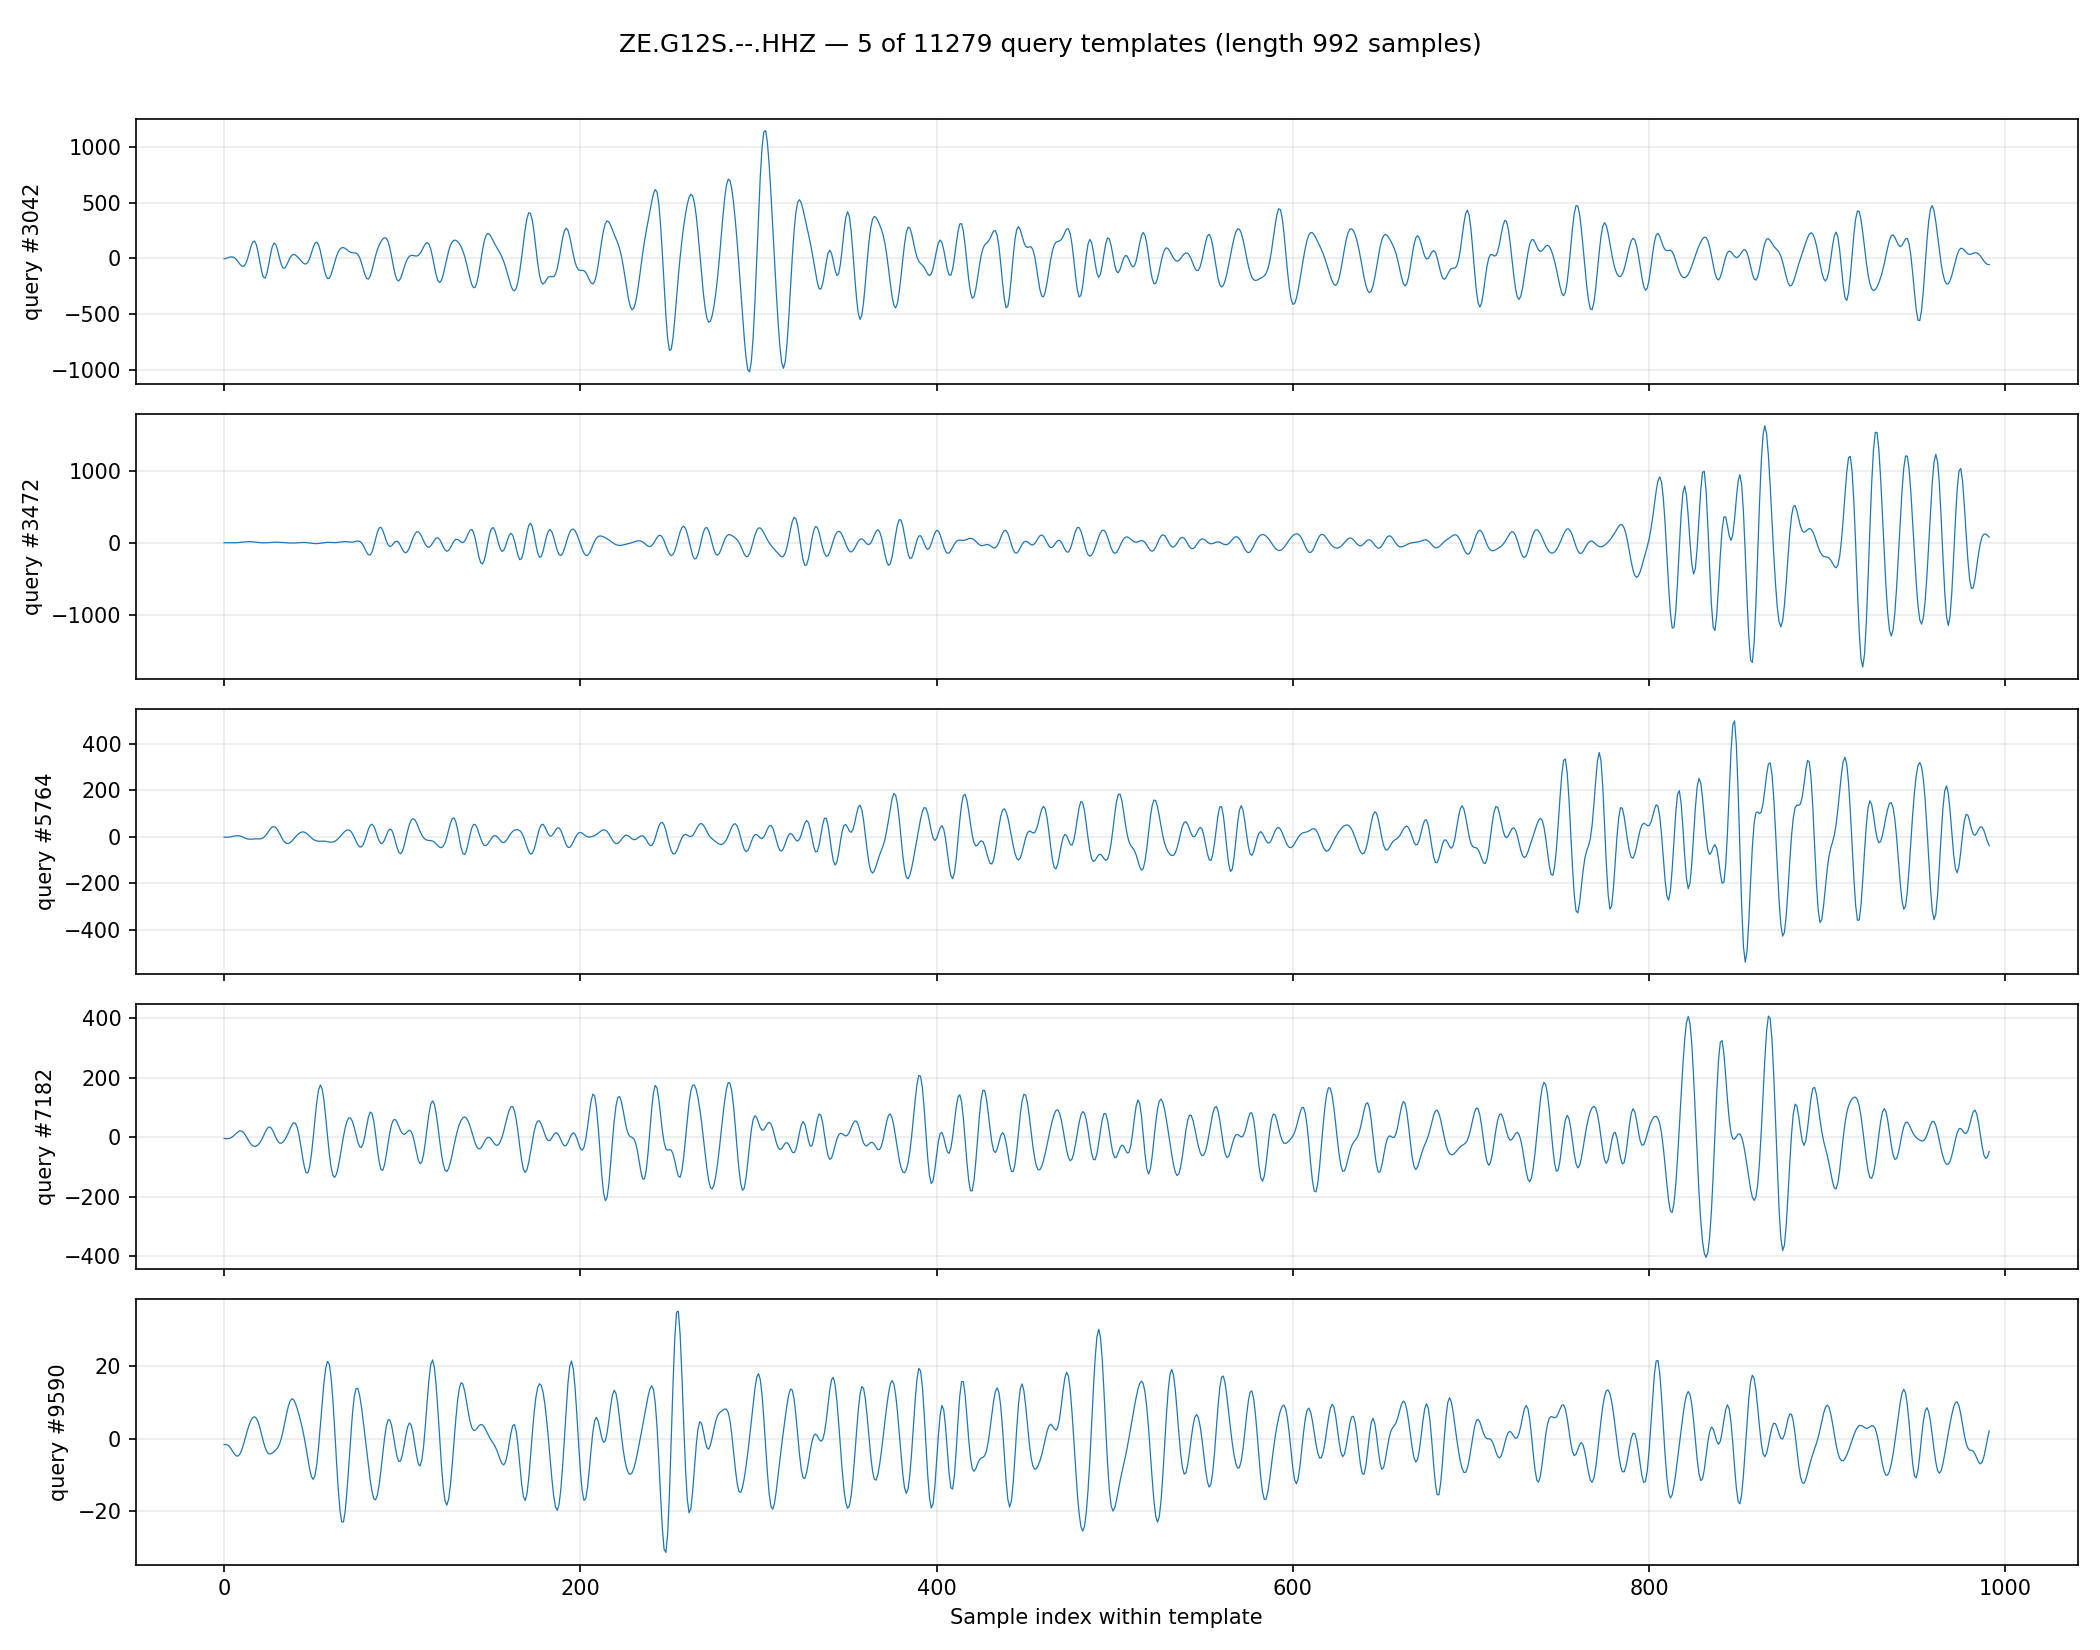 ZE.G12S.--.HHZ — 5 of 11279 query templates (length 992 samples)
query #3042
1000
500
0
−500
−1000
query #3472
1000
0
−1000
query #5764
400
200
0
−200
−400
query #7182
400
200
0
−200
−400
query #9590
20
0
−20
0 200 400 600 800 1000
Sample index within template